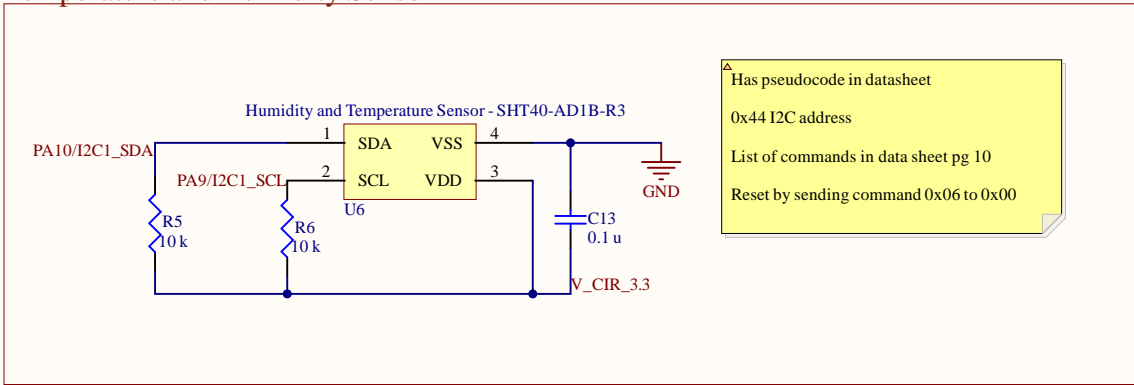 Humidity and Temperature Sensor - SHT40-AD1B-R3
1
SDA
VSS
4
PA10/I2C1_SDA
PA9/I2C1_SCL
2
SCL
VDD
3
GND
U6
R5
10 k
R6
10 k
C13
0.1 u
V_CIR_3.3
Has pseudocode in datasheet
0x44 I2C address
List of commands in data sheet pg 10
Reset by sending command 0x06 to 0x00